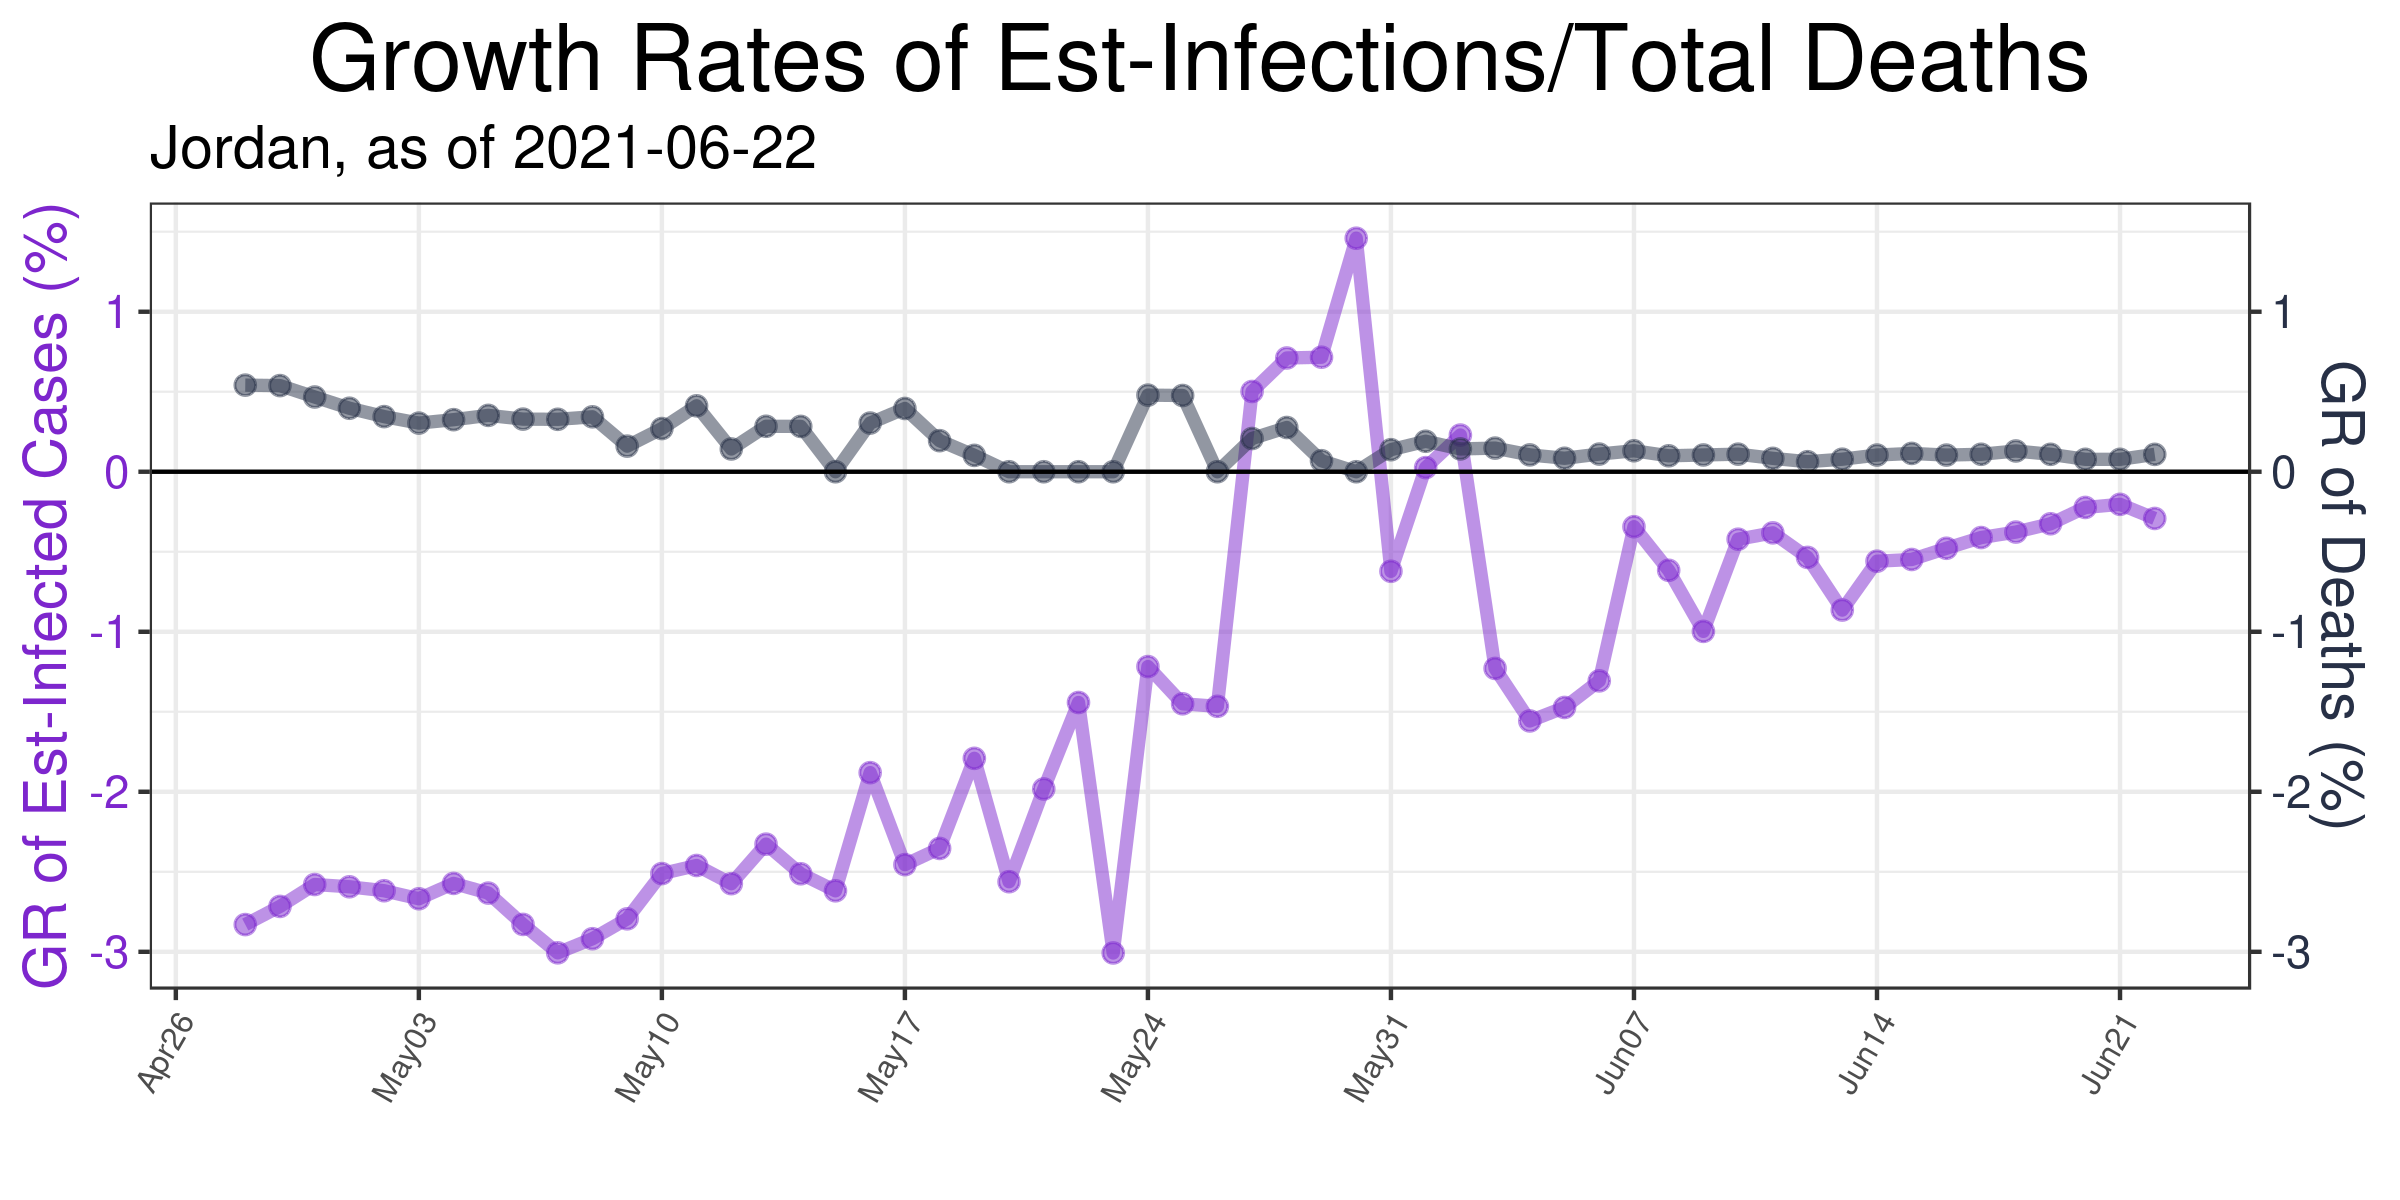 Growth Rates of Est-Infections/Total Deaths
Jordan, as of 2021-06-22
GR of Est-Infected Cases (%)
1
0
-1
-2
-3
1
0
-1
-2
-3
GR of Deaths (%)
Apr26
May03
May10
May17
May24
May31
Jun07
Jun14
Jun21